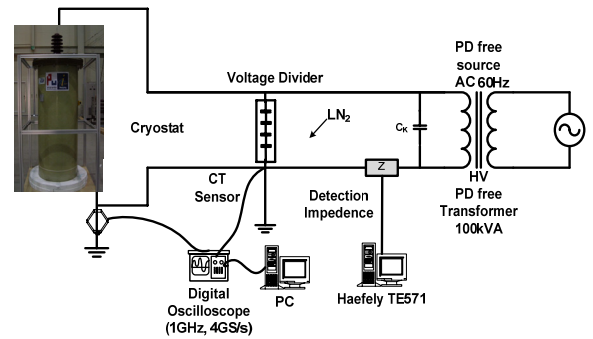 PD free
source
AC 60Hz
Voltage Divider
LN2
Cryostat
CK
CT
Sensor
Z
Detection
Impedence
HV
PD free
Transformer
100kVA
Digital
Oscilloscope
(1GHz, 4GS/s)
PC
Haefely TE571